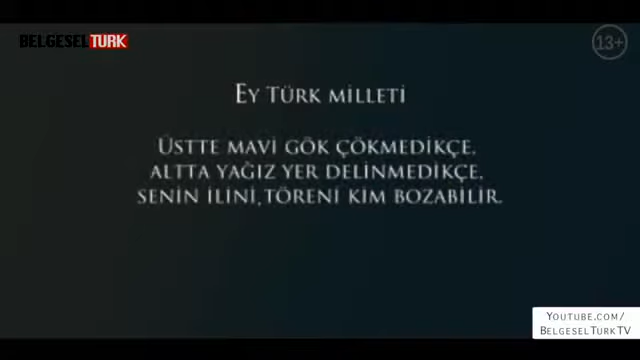 BELGESELTURK
13+
EY TÜRK MİLLETİ
ÜSTTE MAVİ GÖK ÇÖKMEDİKÇE,
ALTTA YAĞIZ YER DELİNMEDİKÇE,
SENİN İLİNİ, TÖRENİ KİM BOZABİLİR.
YOUTUBE.COM/
BELGESELTURKTV